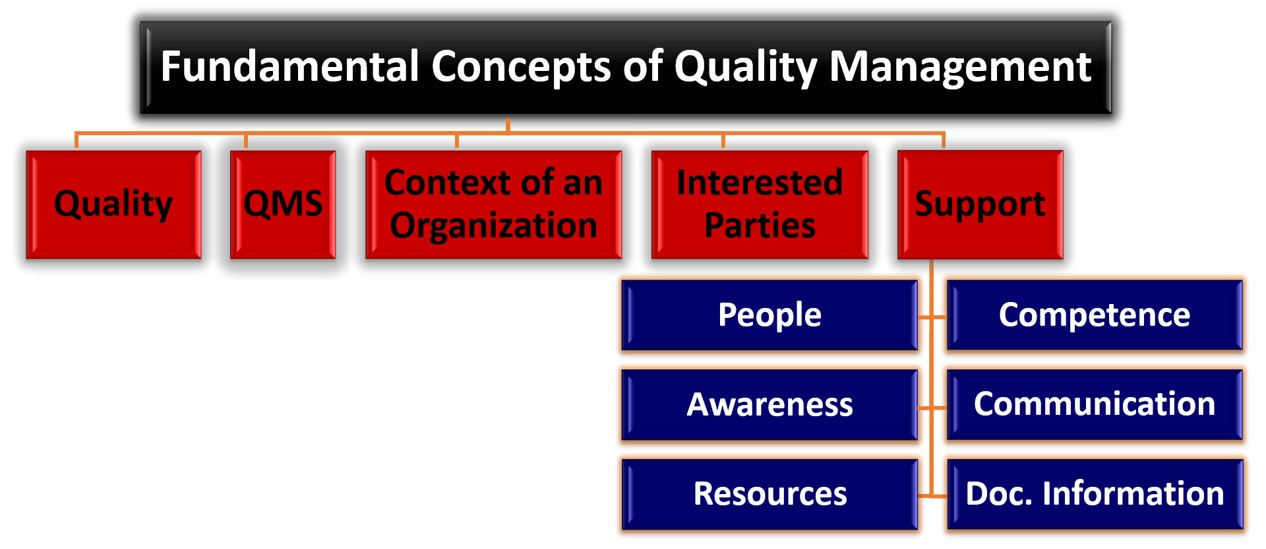 Fundamental Concepts of Quality Management
Quality
QMS
Context of an
Organization
Interested
Parties
Support
People
Competence
Awareness
Communication
Resources
Doc. Information